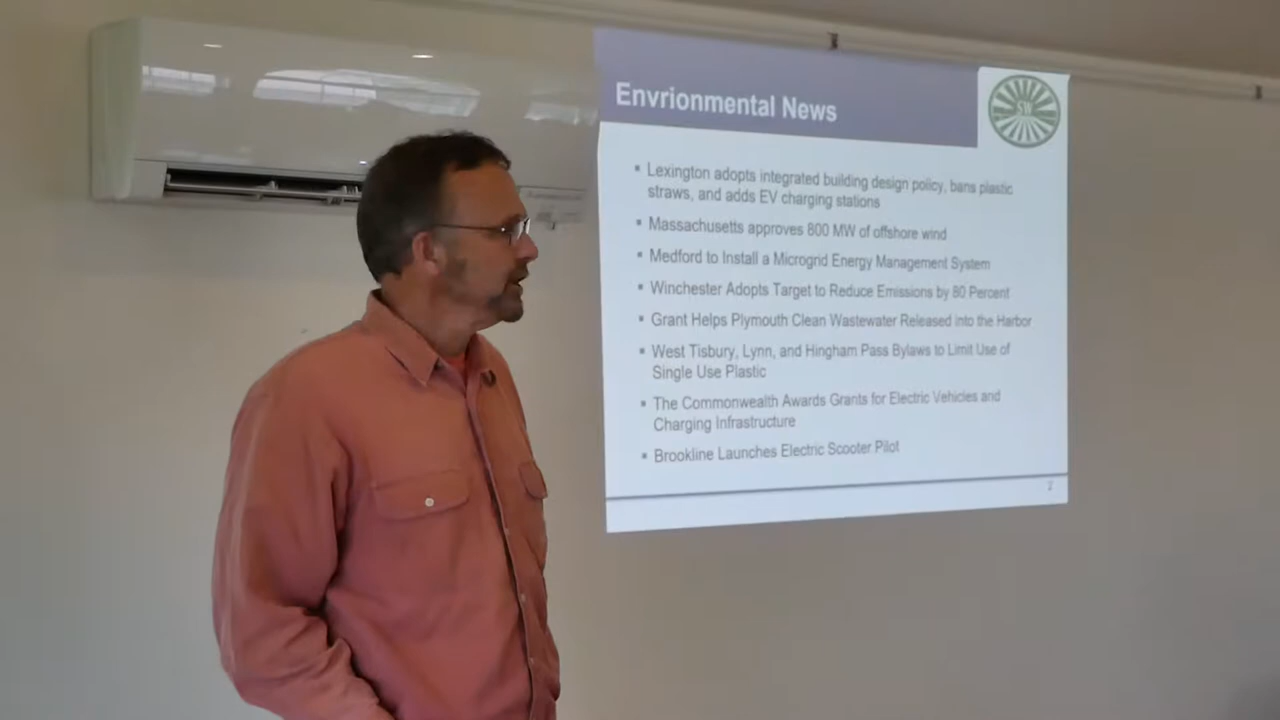 Envrionmental News
SW
▪ Lexington adopts integrated building design policy, bans plastic
straws, and adds EV charging stations
▪ Massachusetts approves 800 MW of offshore wind
▪ Medford to Install a Microgrid Energy Management System
▪ Winchester Adopts Target to Reduce Emissions by 80 Percent
▪ Grant Helps Plymouth Clean Wastewater Released into the Harbor
▪ West Tisbury, Lynn, and Hingham Pass Bylaws to Limit Use of
Single Use Plastic
▪ The Commonwealth Awards Grants for Electric Vehicles and
Charging Infrastructure
▪ Brookline Launches Electric Scooter Pilot
2